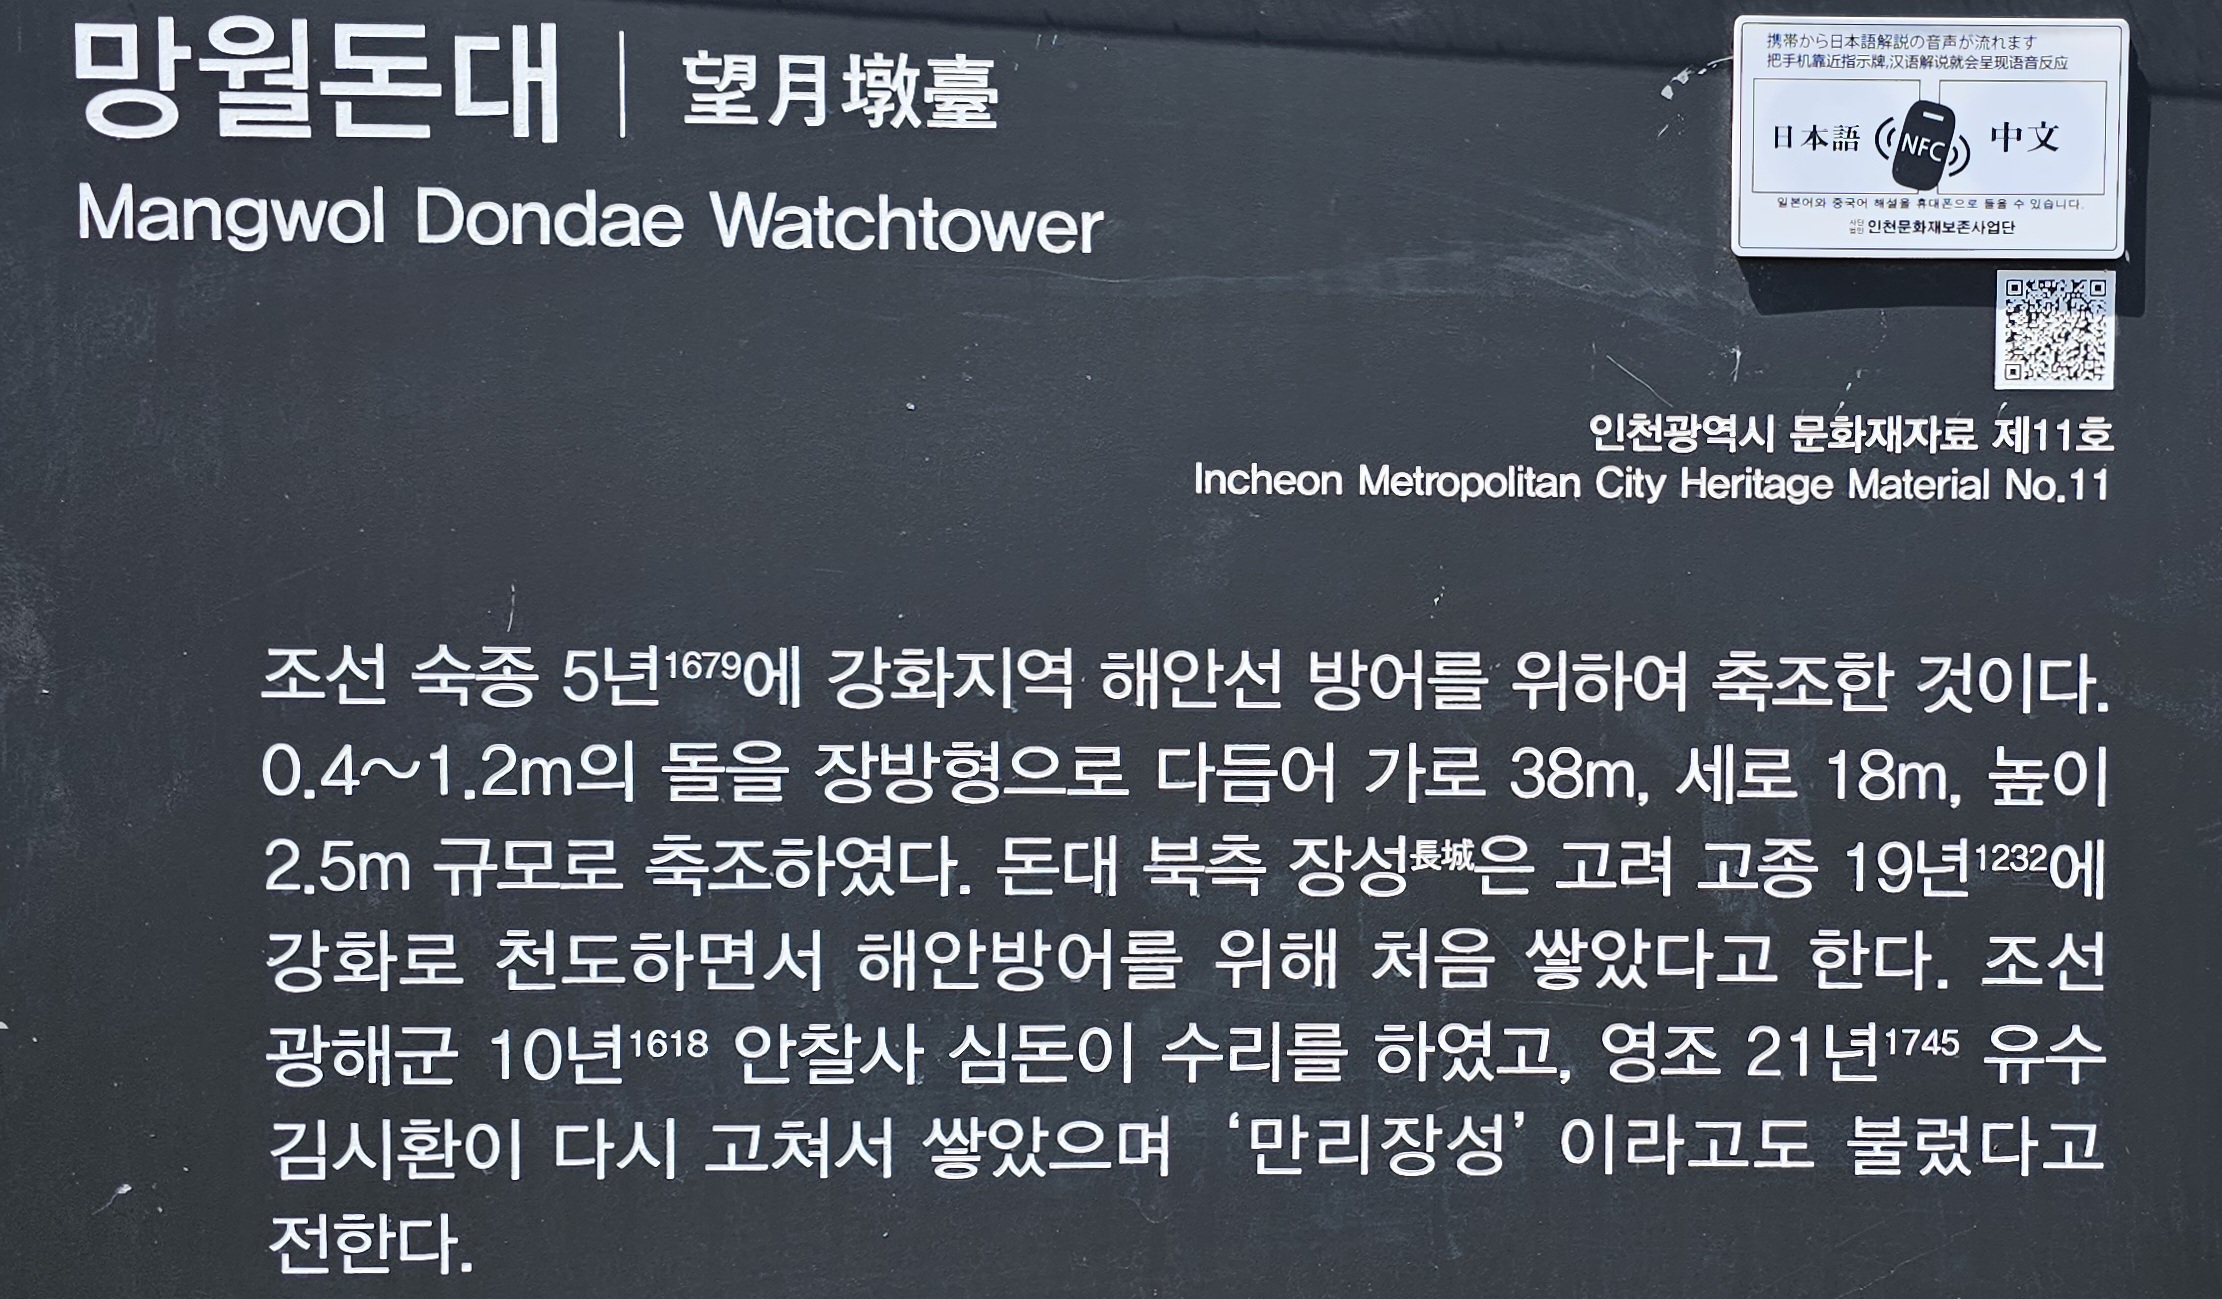 망월돈대 | 望月墩臺
Mangwol Dondae Watchtower
携帯から日本語解説の音声が流れます
把手机靠近指示牌,汉语解说就会呈现语音反应
日本語 NFC 中文
일본어와 중국어 해설을 휴대폰으로 들을 수 있습니다.
사단법인 인천문화재보존사업단
인천광역시 문화재자료 제11호
Incheon Metropolitan City Heritage Material No.11
조선 숙종 5년1679에 강화지역 해안선 방어를 위하여 축조한 것이다.
0.4～1.2m의 돌을 장방형으로 다듬어 가로 38m, 세로 18m, 높이
2.5m 규모로 축조하였다. 돈대 북측 장성長城은 고려 고종 19년1232에
강화로 천도하면서 해안방어를 위해 처음 쌓았다고 한다. 조선
광해군 10년1618 안찰사 심돈이 수리를 하였고, 영조 21년1745 유수
김시환이 다시 고쳐서 쌓았으며 ‘만리장성’ 이라고도 불렀다고
전한다.